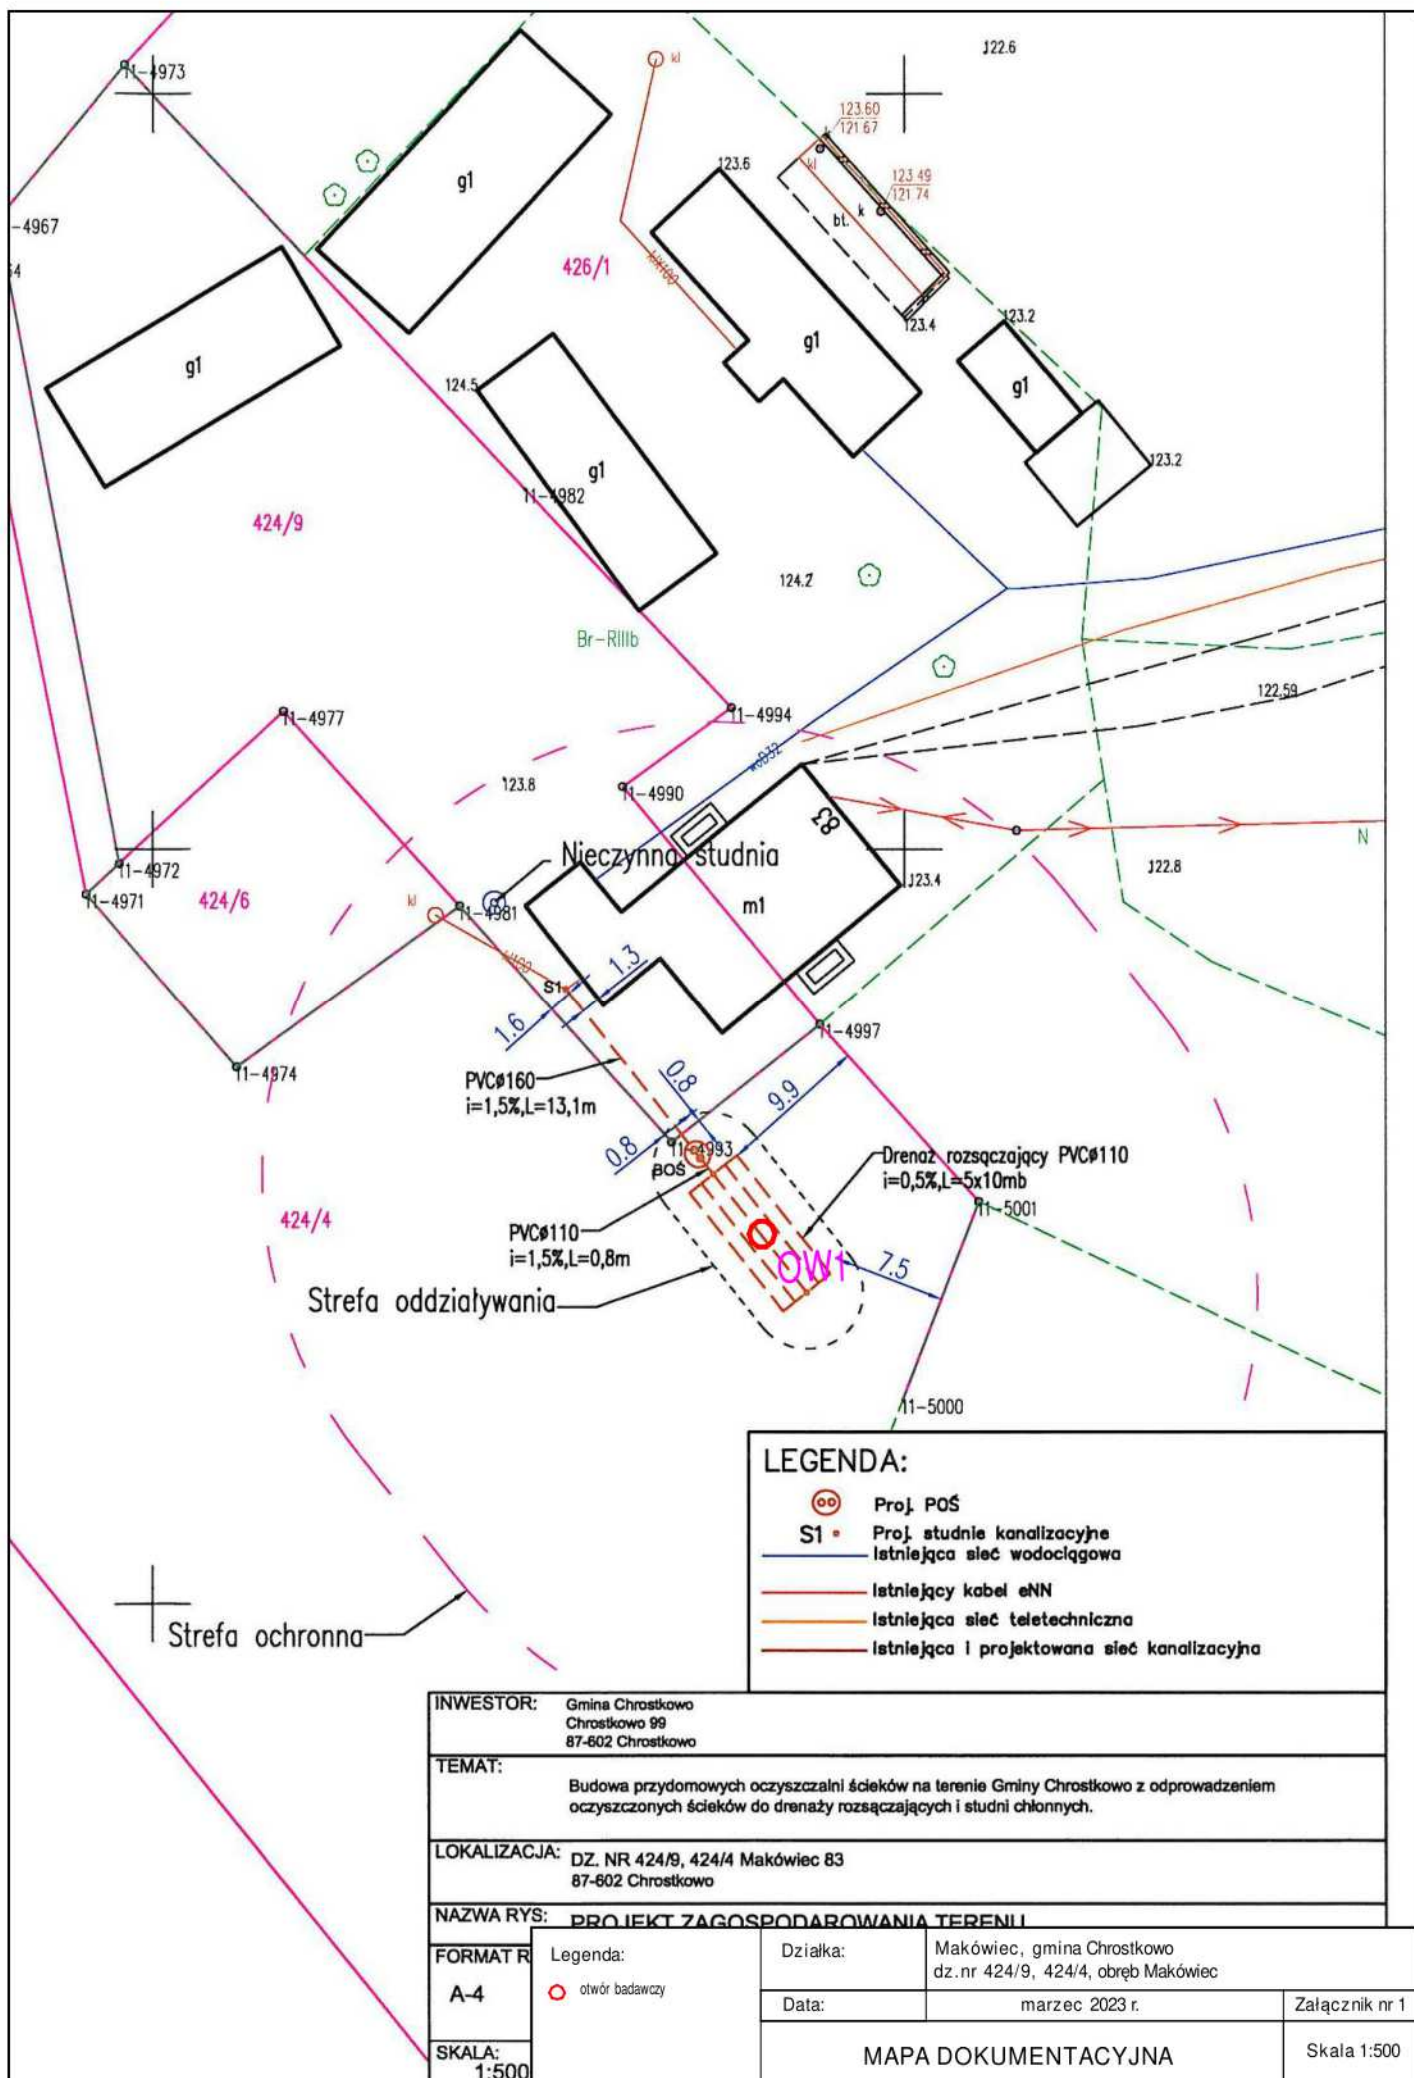 122.6
11-4973
kl
123.60
121.67
k
123.6
kl
123.49
121.74
g1
bt.
k
-4967
54
426/1
klX100
123.4
123.2
g1
g1
g1
124.5
123.2
g1
11-4982
424/9
124.2
Br-RIIIb
122.59
11-4977
11-4994
woD32
123.8
11-4990
83
N
Nieczynna studnia
122.8
11-4972
123.4
11-4971
424/6
kl
11-4981
m1
1.3
S1
1.6
11-4997
11-4974
PVCø160
i=1,5%,L=13,1m
0.8
9.9
0.8
11-4993
BOŚ
Drenaż rozsączający PVCø110
i=0,5%,L=5x10mb
11-5001
424/4
PVCø110
i=1,5%,L=0,8m
OW1
7.5
Strefa oddziaływania
11-5000
LEGENDA:
Proj. POŚ
S1 Proj. studnie kanalizacyjne
Istniejąca sieć wodociągowa
Istniejący kabel eNN
Istniejąca sieć teletechniczna
Istniejąca i projektowana sieć kanalizacyjna
Strefa ochronna
INWESTOR: Gmina Chrostkowo
Chrostkowo 99
87-602 Chrostkowo
TEMAT:
Budowa przydomowych oczyszczalni ścieków na terenie Gminy Chrostkowo z odprowadzeniem
oczyszczonych ścieków do drenaży rozsączających i studni chłonnych.
LOKALIZACJA: DZ. NR 424/9, 424/4 Makówiec 83
87-602 Chrostkowo
NAZWA RYS: PROJEKT ZAGOSPODAROWANIA TERENU
FORMAT R
A-4
SKALA:
1:500
Legenda:
otwór badawczy
Działka: Makówiec, gmina Chrostkowo
dz.nr 424/9, 424/4, obręb Makówiec
Data: marzec 2023 r. Załącznik nr 1
MAPA DOKUMENTACYJNA Skala 1:500